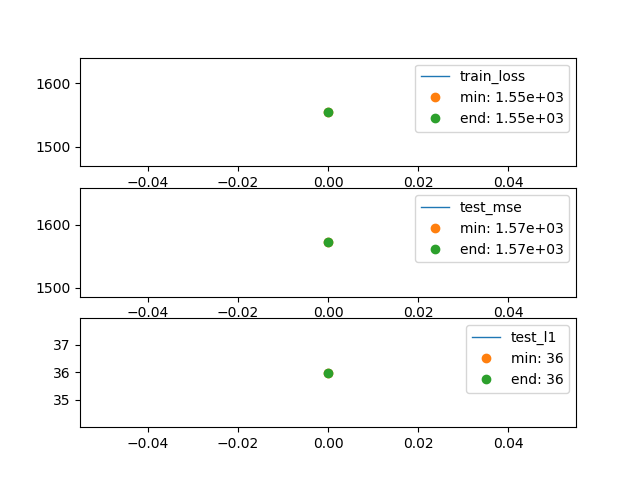 1600
1500
train_loss
min: 1.55e+03
end: 1.55e+03
−0.04 −0.02 0.00 0.02 0.04
1600
1500
test_mse
min: 1.57e+03
end: 1.57e+03
−0.04 −0.02 0.00 0.02 0.04
37
36
35
test_l1
min: 36
end: 36
−0.04 −0.02 0.00 0.02 0.04